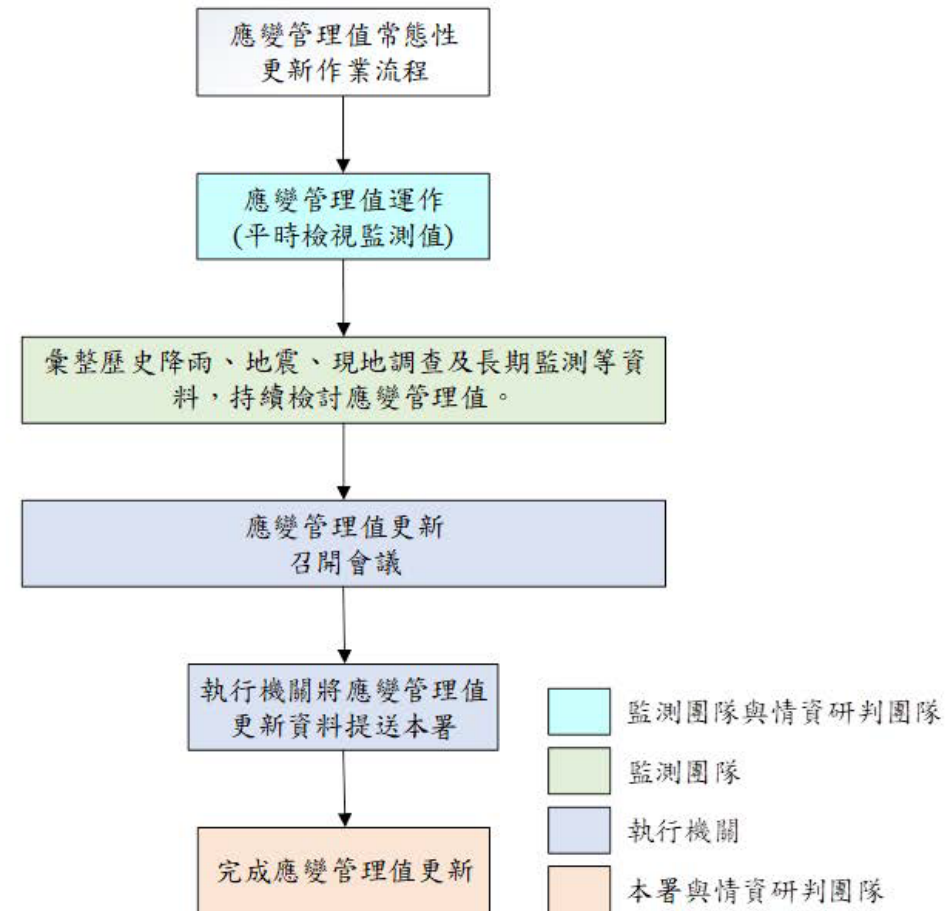 應變管理值常態性
更新作業流程
應變管理值運作
(平時檢視監測值)
彙整歷史降雨、地震、現地調查及長期監測等資
料，持續檢討應變管理值。
應變管理值更新
召開會議
執行機關將應變管理值
更新資料提送本署
完成應變管理值更新
監測團隊與情資研判團隊
監測團隊
執行機關
本署與情資研判團隊